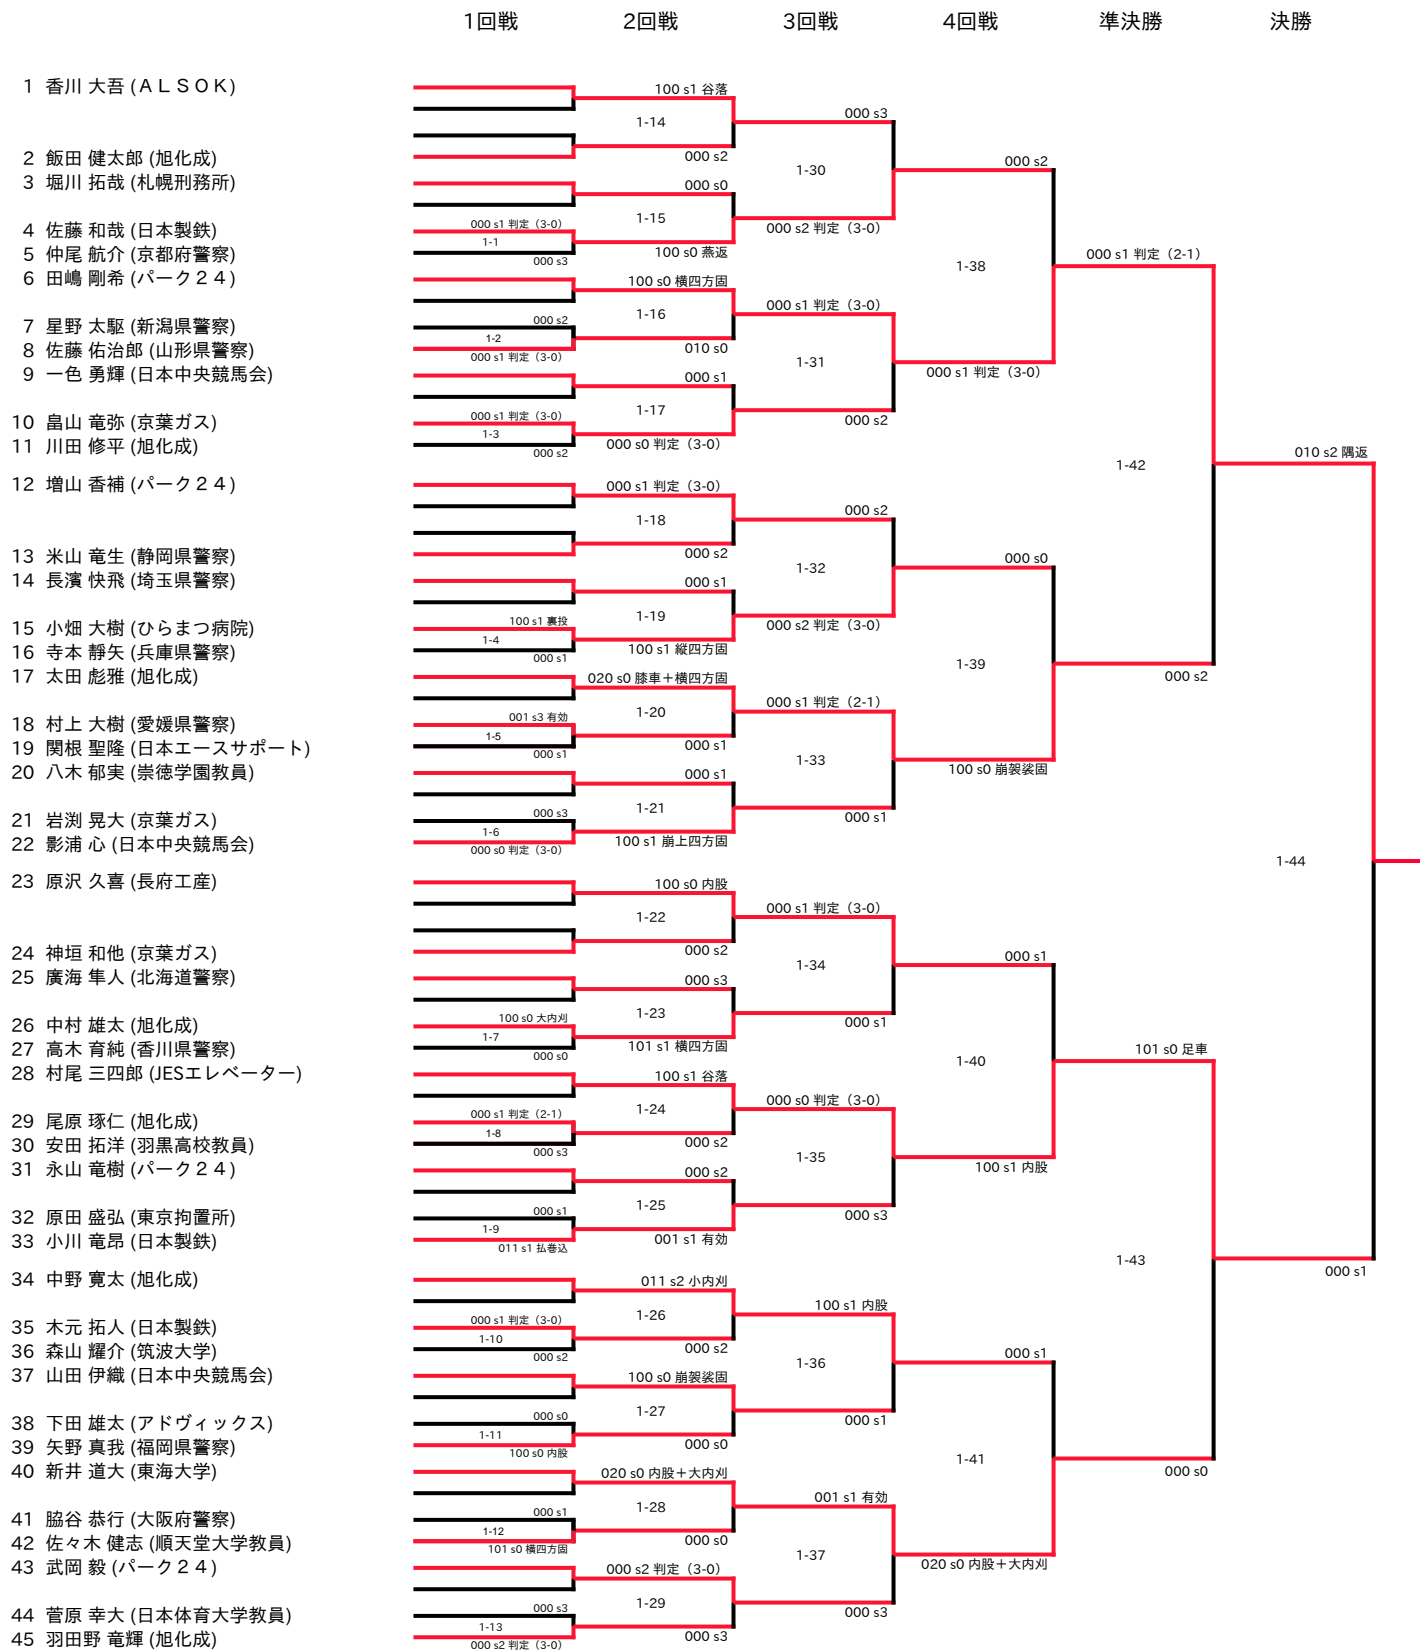 1回戦 2回戦 3回戦 4回戦 準決勝 決勝
1 香川 大吾 (ＡＬＳＯＫ)
100 s1 谷落
000 s3
1-14
2 飯田 健太郎 (旭化成)
000 s2
000 s2
3 堀川 拓哉 (札幌刑務所)
000 s0
1-30
4 佐藤 和哉 (日本製鉄)
000 s1 判定（3-0）
1-15
000 s2 判定（3-0）
1-1
5 仲尾 航介 (京都府警察)
000 s3
100 s0 燕返
000 s1 判定（2-1）
6 田嶋 剛希 (パーク２４)
100 s0 横四方固
1-38
000 s1 判定（3-0）
7 星野 太駆 (新潟県警察)
000 s2
1-16
1-2
8 佐藤 佑治郎 (山形県警察)
000 s1 判定（3-0）
010 s0
1-31
9 一色 勇輝 (日本中央競馬会)
000 s1
000 s1 判定（3-0）
10 畠山 竜弥 (京葉ガス)
000 s1 判定（3-0）
1-17
000 s2
1-3
11 川田 修平 (旭化成)
000 s2
000 s0 判定（3-0）
010 s2 隅返
1-42
12 増山 香補 (パーク２４)
000 s1 判定（3-0）
000 s2
1-18
13 米山 竜生 (静岡県警察)
000 s2
000 s0
14 長濱 快飛 (埼玉県警察)
000 s1
1-32
15 小畑 大樹 (ひらまつ病院)
100 s1 裏投
1-19
000 s2 判定（3-0）
1-4
16 寺本 靜矢 (兵庫県警察)
000 s1
100 s1 縦四方固
1-39
17 太田 彪雅 (旭化成)
020 s0 膝車＋横四方固
000 s2
000 s1 判定（2-1）
18 村上 大樹 (愛媛県警察)
001 s3 有効
1-20
1-5
19 関根 聖隆 (日本エースサポート)
000 s1
000 s1
1-33
20 八木 郁実 (崇徳学園教員)
000 s1
100 s0 崩袈裟固
21 岩渕 晃大 (京葉ガス)
000 s3
1-21
000 s1
1-6
22 影浦 心 (日本中央競馬会)
000 s0 判定（3-0）
100 s1 崩上四方固
1-44
23 原沢 久喜 (長府工産)
100 s0 内股
000 s1 判定（3-0）
1-22
24 神垣 和他 (京葉ガス)
000 s2
000 s1
25 廣海 隼人 (北海道警察)
000 s3
1-34
26 中村 雄太 (旭化成)
100 s0 大内刈
1-23
000 s1
1-7
27 高木 育純 (香川県警察)
000 s0
101 s1 横四方固
101 s0 足車
28 村尾 三四郎 (JESエレベーター)
100 s1 谷落
1-40
000 s0 判定（3-0）
29 尾原 琢仁 (旭化成)
000 s1 判定（2-1）
1-24
1-8
30 安田 拓洋 (羽黒高校教員)
000 s3
000 s2
1-35
31 永山 竜樹 (パーク２４)
000 s2
100 s1 内股
32 原田 盛弘 (東京拘置所)
000 s1
1-25
000 s3
1-9
33 小川 竜昂 (日本製鉄)
011 s1 払巻込
001 s1 有効
1-43
000 s1
34 中野 寛太 (旭化成)
011 s2 小内刈
100 s1 内股
35 木元 拓人 (日本製鉄)
000 s1 判定（3-0）
1-26
1-10
36 森山 耀介 (筑波大学)
000 s2
000 s2
000 s1
37 山田 伊織 (日本中央競馬会)
100 s0 崩袈裟固
1-36
38 下田 雄太 (アドヴィックス)
000 s0
1-27
000 s1
1-11
39 矢野 真我 (福岡県警察)
100 s0 内股
000 s0
1-41
40 新井 道大 (東海大学)
020 s0 内股＋大内刈
000 s0
001 s1 有効
41 脇谷 恭行 (大阪府警察)
000 s1
1-28
1-12
42 佐々木 健志 (順天堂大学教員)
101 s0 横四方固
000 s0
1-37
43 武岡 毅 (パーク２４)
000 s2 判定（3-0）
020 s0 内股＋大内刈
44 菅原 幸大 (日本体育大学教員)
000 s3
1-29
000 s3
1-13
45 羽田野 竜輝 (旭化成)
000 s2 判定（3-0）
000 s3